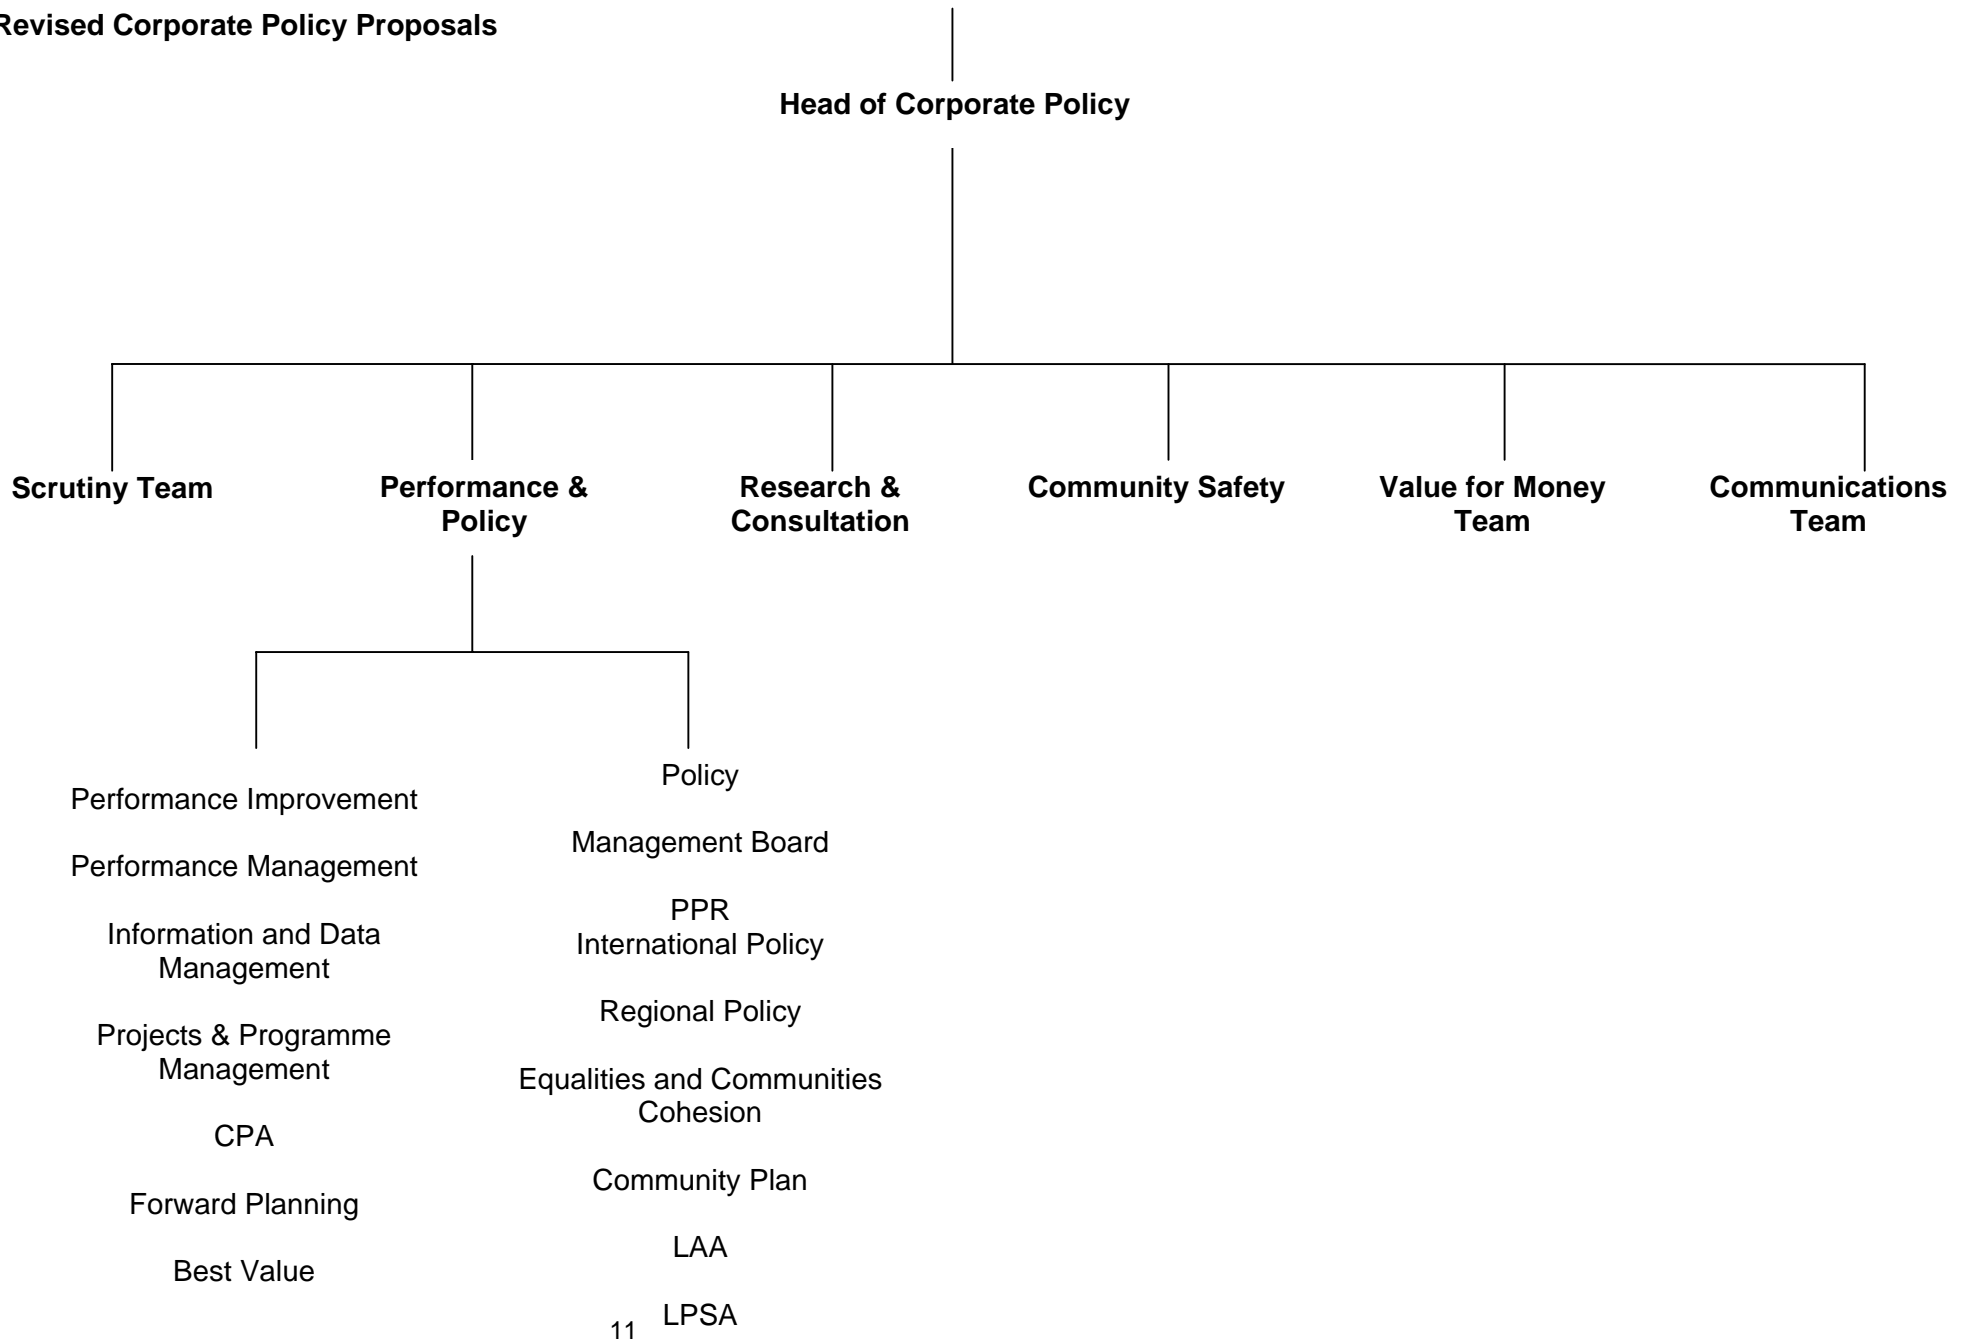 Revised Corporate Policy Proposals
Head of Corporate Policy
Scrutiny Team
Performance &
Policy
Research &
Consultation
Community Safety
Value for Money
Team
Communications
Team
Performance Improvement
Performance Management
Information and Data
Management
Projects & Programme
Management
CPA
Forward Planning
Best Value
Policy
Management Board
PPR
International Policy
Regional Policy
Equalities and Communities
Cohesion
Community Plan
LAA
LPSA
11